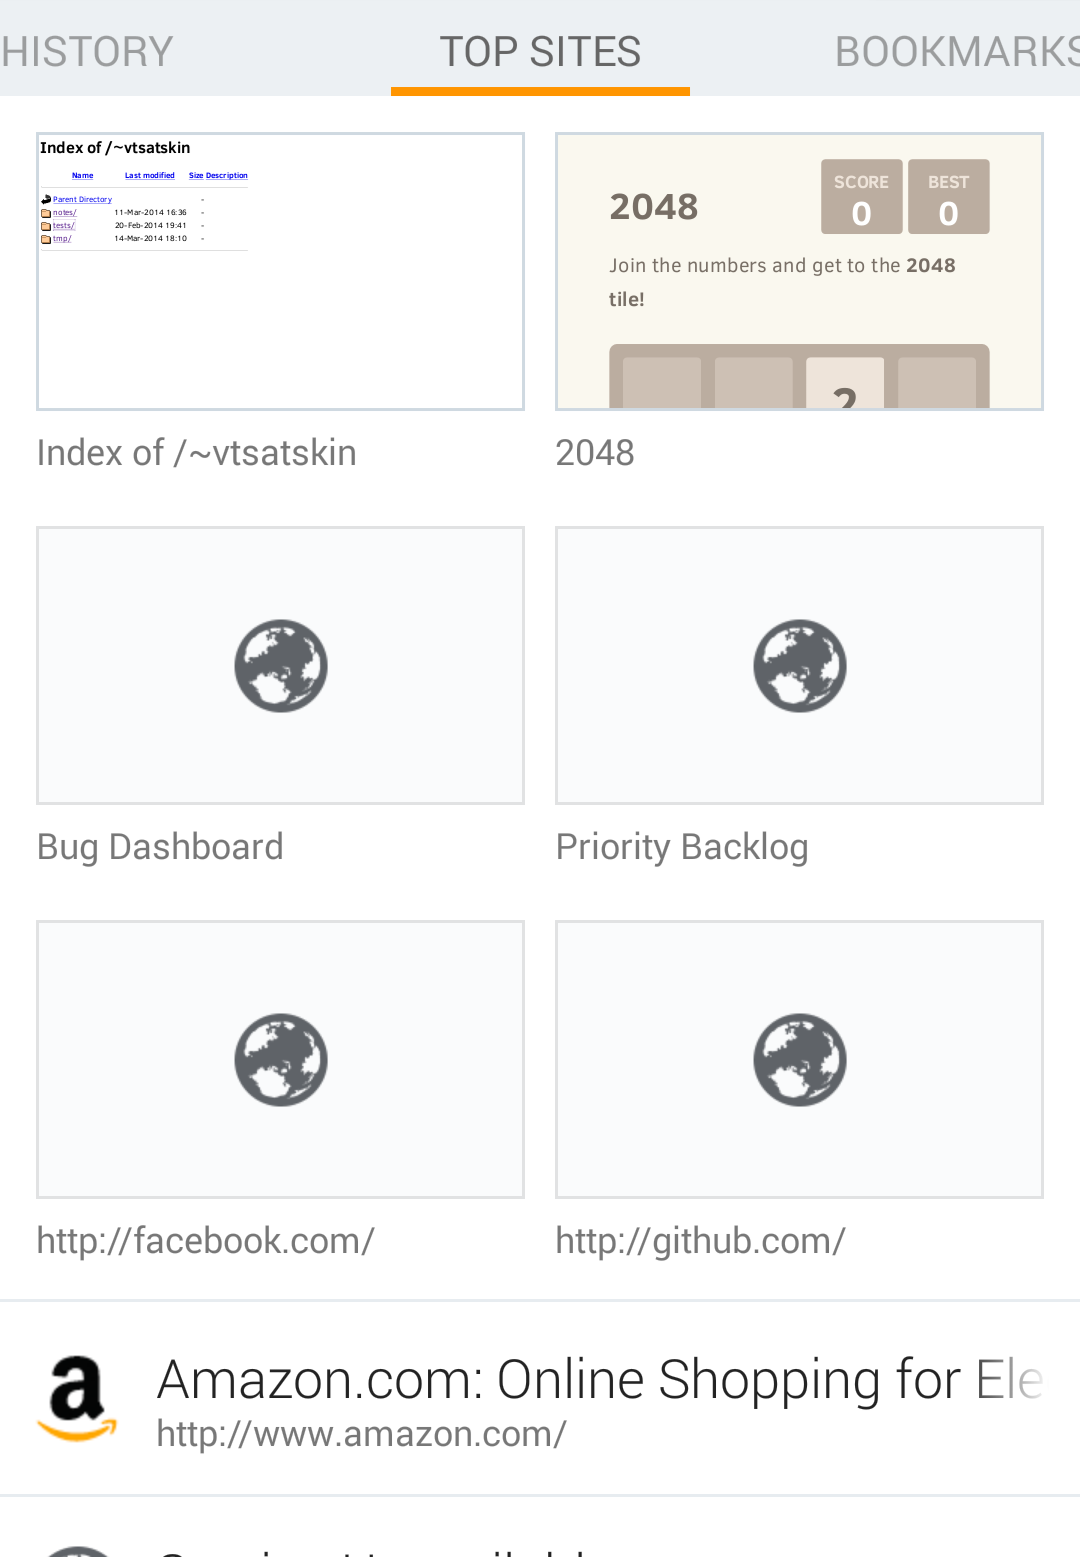 HISTORY
TOP SITES
BOOKMARKS
Index of /~vtsatskin
Name Last modified Size Description
Parent Directory -
notes/ 11-Mar-2014 16:36 -
tests/ 20-Feb-2014 19:41 -
tmp/ 14-Mar-2014 18:10 -
2048
SCORE
0
BEST
0
Join the numbers and get to the 2048
tile!
2
Index of /~vtsatskin
2048
Bug Dashboard
Priority Backlog
http://facebook.com/
http://github.com/
Amazon.com: Online Shopping for Ele
http://www.amazon.com/